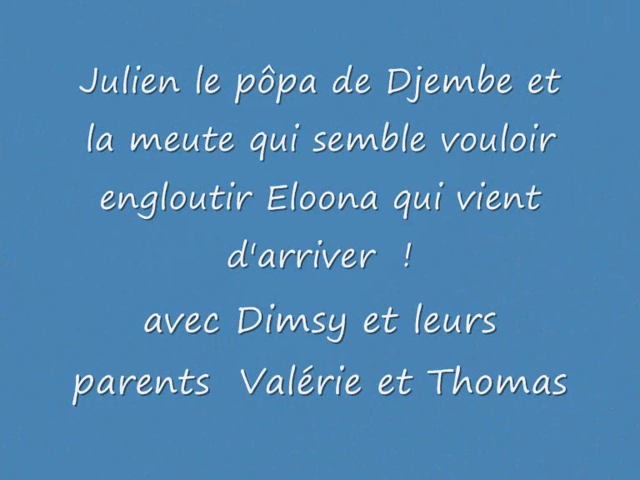 Julien le pôpa de Djembe et
la meute qui semble vouloir
engloutir Eloona qui vient
d'arriver !
avec Dimsy et leurs
parents Valérie et Thomas